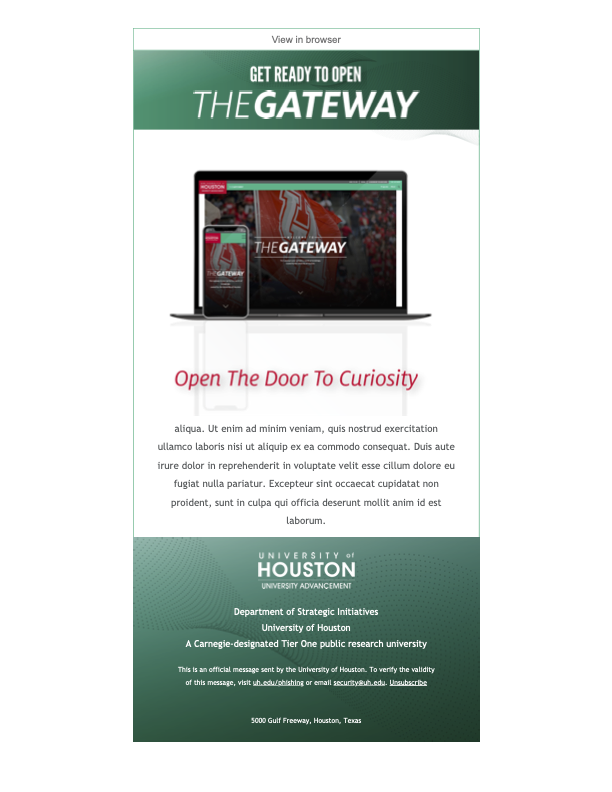 View in browser
GET READY TO OPEN
THEGATEWAY
HOUSTON
THEGATEWAY
THEGATEWAY
Open The Door To Curiosity
aliqua. Ut enim ad minim veniam, quis nostrud exercitation
ullamco laboris nisi ut aliquip ex ea commodo consequat. Duis aute
irure dolor in reprehenderit in voluptate velit esse cillum dolore eu
fugiat nulla pariatur. Excepteur sint occaecat cupidatat non
proident, sunt in culpa qui officia deserunt mollit anim id est
laborum.
UNIVERSITY of
HOUSTON
UNIVERSITY ADVANCEMENT
Department of Strategic Initiatives
University of Houston
A Carnegie-designated Tier One public research university
This is an official message sent by the University of Houston. To verify the validity
of this message, visit uh.edu/phishing or email security@uh.edu. Unsubscribe
5000 Gulf Freeway, Houston, Texas